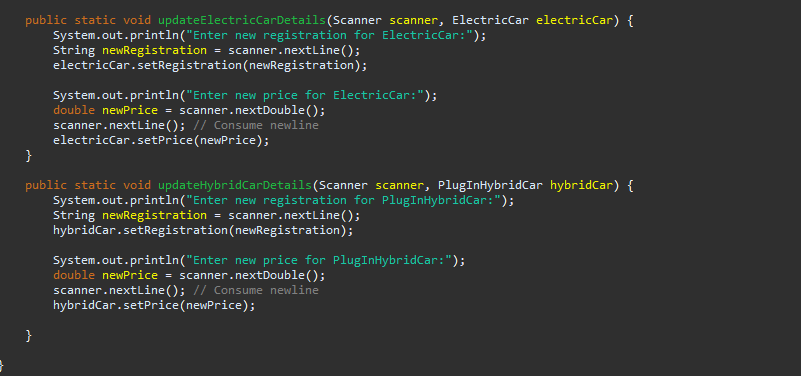 public static void updateElectricCarDetails(Scanner scanner, ElectricCar electricCar) {
System.out.println("Enter new registration for ElectricCar:");
String newRegistration = scanner.nextLine();
electricCar.setRegistration(newRegistration);
System.out.println("Enter new price for ElectricCar:");
double newPrice = scanner.nextDouble();
scanner.nextLine(); // Consume newline
electricCar.setPrice(newPrice);
}
public static void updateHybridCarDetails(Scanner scanner, PlugInHybridCar hybridCar) {
System.out.println("Enter new registration for PlugInHybridCar:");
String newRegistration = scanner.nextLine();
hybridCar.setRegistration(newRegistration);
System.out.println("Enter new price for PlugInHybridCar:");
double newPrice = scanner.nextDouble();
scanner.nextLine(); // Consume newline
hybridCar.setPrice(newPrice);
}
}